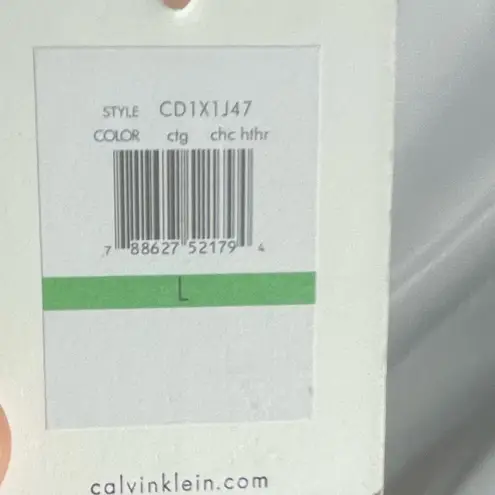 STYLE CD1X1J47
COLOR ctg chc hthr
7 88627 52179 4
L
calvinklein.com